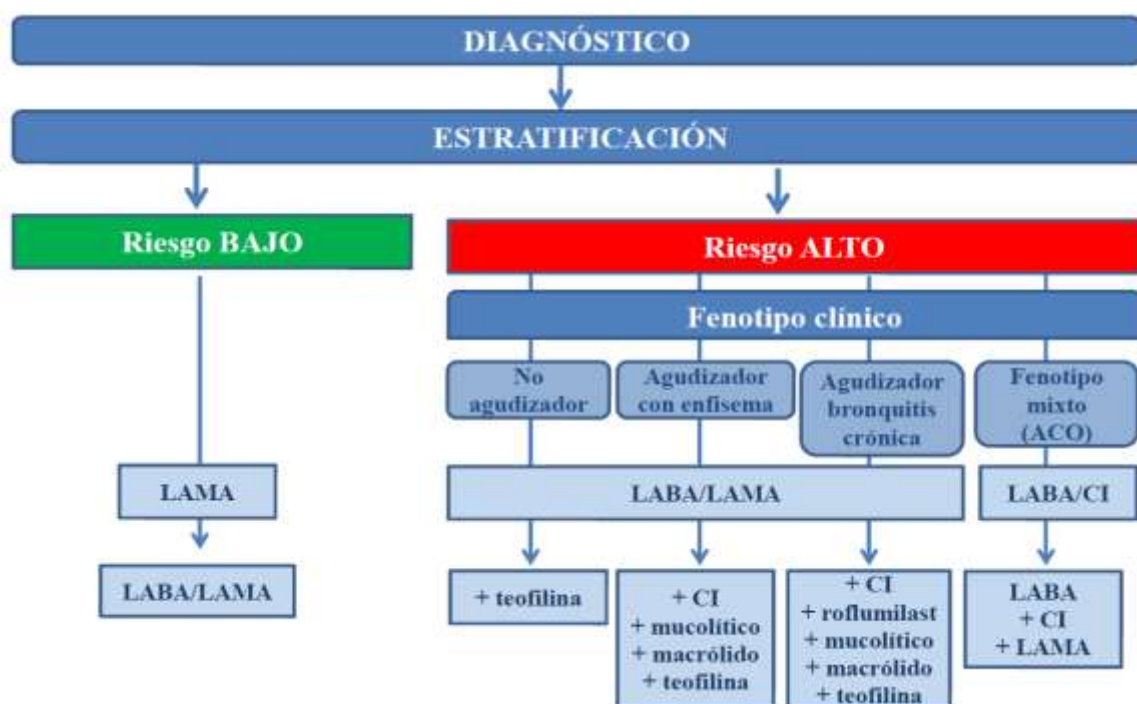 DIAGNÓSTICO
ESTRATIFICACIÓN
Riesgo BAJO
Riesgo ALTO
Fenotipo clínico
No
agudizador
Agudizador
con enfisema
Agudizador
bronquitis
crónica
Fenotipo
mixto
(ACO)
LAMA
LABA/LAMA
LABA/CI
LABA/LAMA
+ teofilina
+ CI
+ mucolítico
+ macrólido
+ teofilina
+ CI
+ roflumilast
+ mucolítico
+ macrólido
+ teofilina
LABA
+ CI
+ LAMA